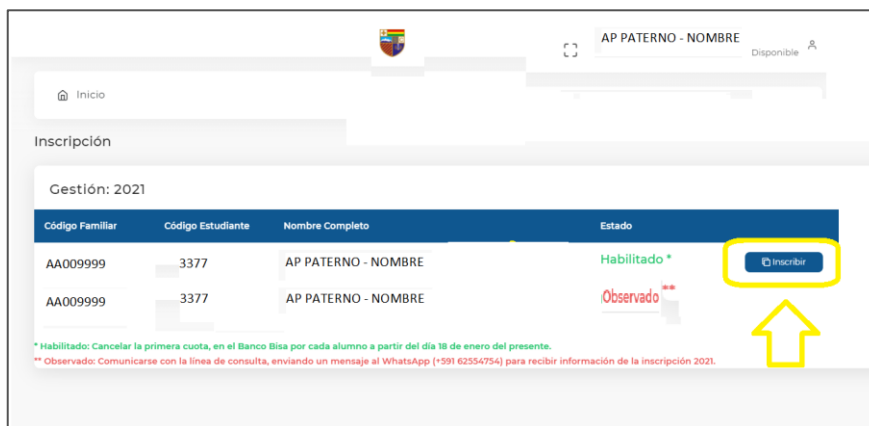 AP PATERNO - NOMBRE
Disponible
Inicio
Inscripción
Gestión: 2021
Código Familiar Código Estudiante Nombre Completo Estado
AA009999 3377 AP PATERNO - NOMBRE Habilitado * Inscribir
AA009999 3377 AP PATERNO - NOMBRE Observado **
* Habilitado: Cancelar la primera cuota, en el Banco Bisa por cada alumno a partir del día 18 de enero del presente.
** Observado: Comunicarse con la línea de consulta, enviando un mensaje al WhatsApp (+591 62554754) para recibir información de la inscripción 2021.